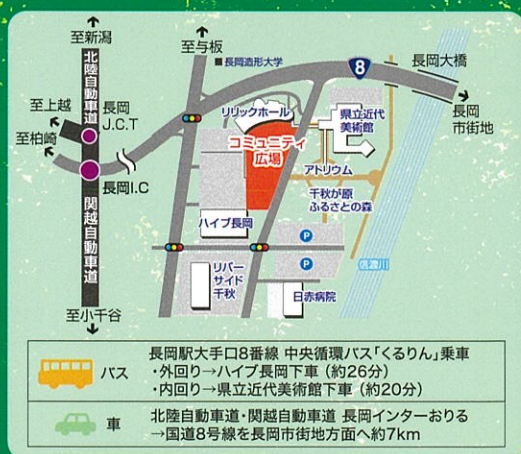 至新潟
北陸自動車道
至上越
長岡
J.C.T
至柏崎
長岡I.C
関越自動車道
至小千谷
至与板
■長岡造形大学
8
長岡大橋
長岡
市街地
リリックホール
県立近代
美術館
コミュニティ
広場
アトリウム
千秋が原
ふるさとの森
ハイブ長岡
P
P
信濃川
リバー
サイド
千秋
日赤病院
バス
長岡駅大手口8番線 中央循環バス「くるりん」乗車
・外回り→ハイブ長岡下車(約26分)
・内回り→県立近代美術館下車(約20分)
車
北陸自動車道・関越自動車道 長岡インターおりる
→国道8号線を長岡市街地方面へ約7km